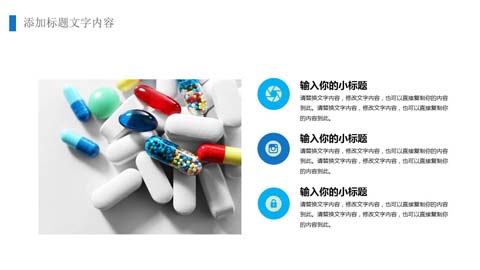 添加标题文字内容
输入你的小标题
请替换文字内容，修改文字内容，也可以直接复制你的内容
到此。请替换文字内容，修改文字内容，也可以直接复制你
的内容到此。
输入你的小标题
请替换文字内容，修改文字内容，也可以直接复制你的内容
到此。请替换文字内容，修改文字内容，也可以直接复制你
的内容到此。
输入你的小标题
请替换文字内容，修改文字内容，也可以直接复制你的内容
到此。请替换文字内容，修改文字内容，也可以直接复制你
的内容到此。